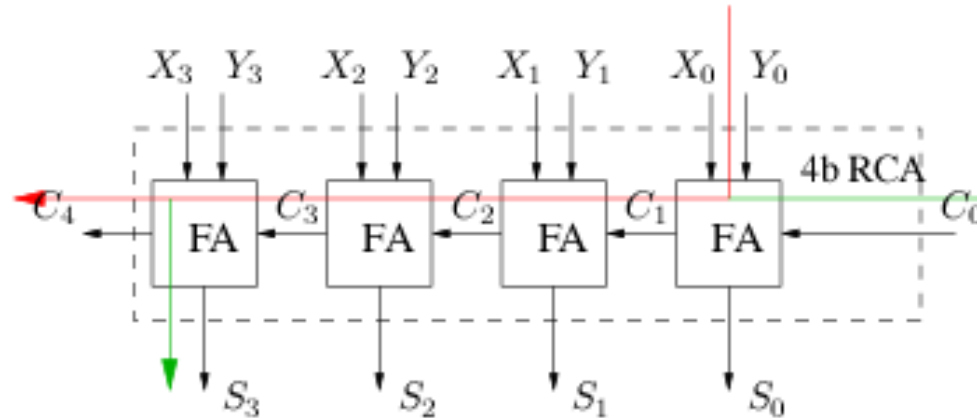 X₃ Y₃ X₂ Y₂ X₁ Y₁ X₀ Y₀
4b RCA
C₄ C₃ C₂ C₁ C₀
FA FA FA FA
S₃ S₂ S₁ S₀